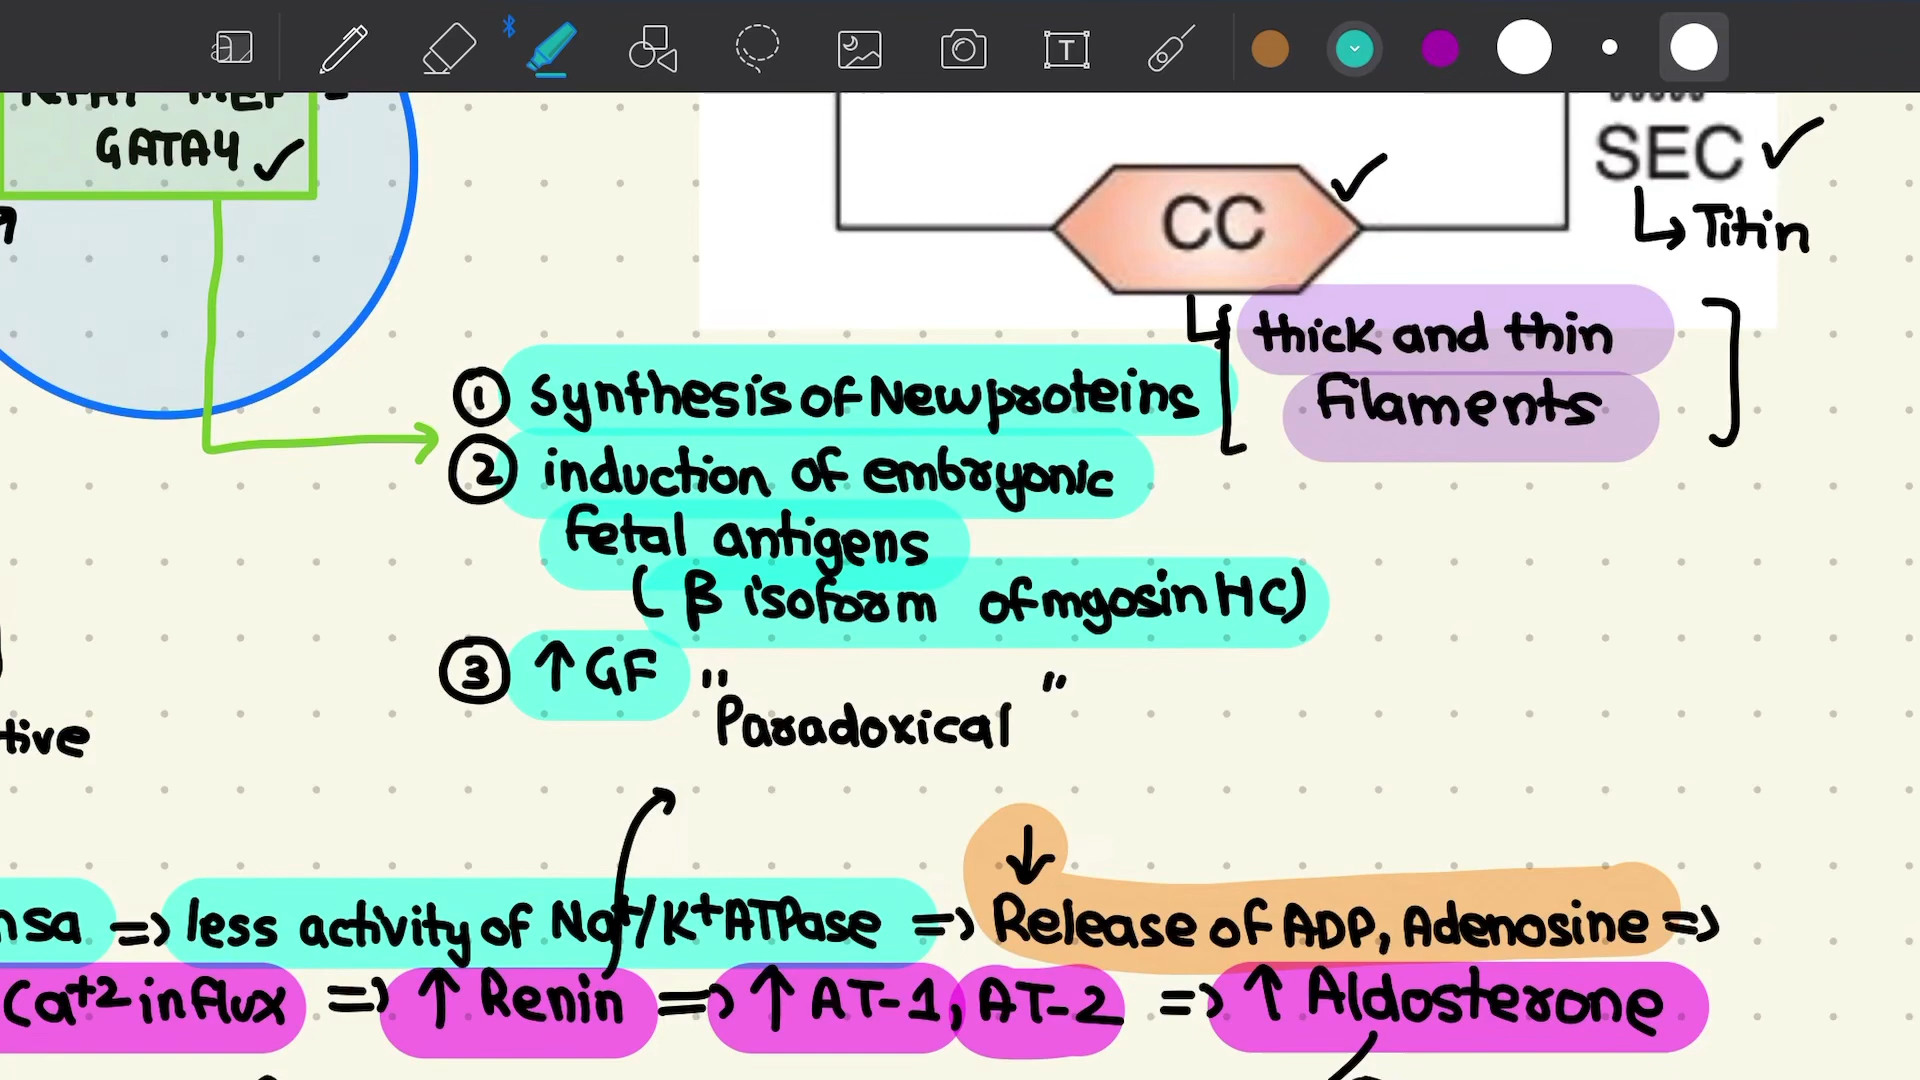 GATA4
SEC
CC
Titin
thick and thin
filaments
① Synthesis of New proteins
② induction of embryonic
fetal antigens
( β isoform of myosin HC)
③ ↑ GF
"Paradoxical"
tive
↓
nsa => less activity of Na+/K+ATPase => Release of ADP, Adenosine =>
Ca+2 influx => ↑ Renin => ↑ AT-1, AT-2 => ↑ Aldosterone